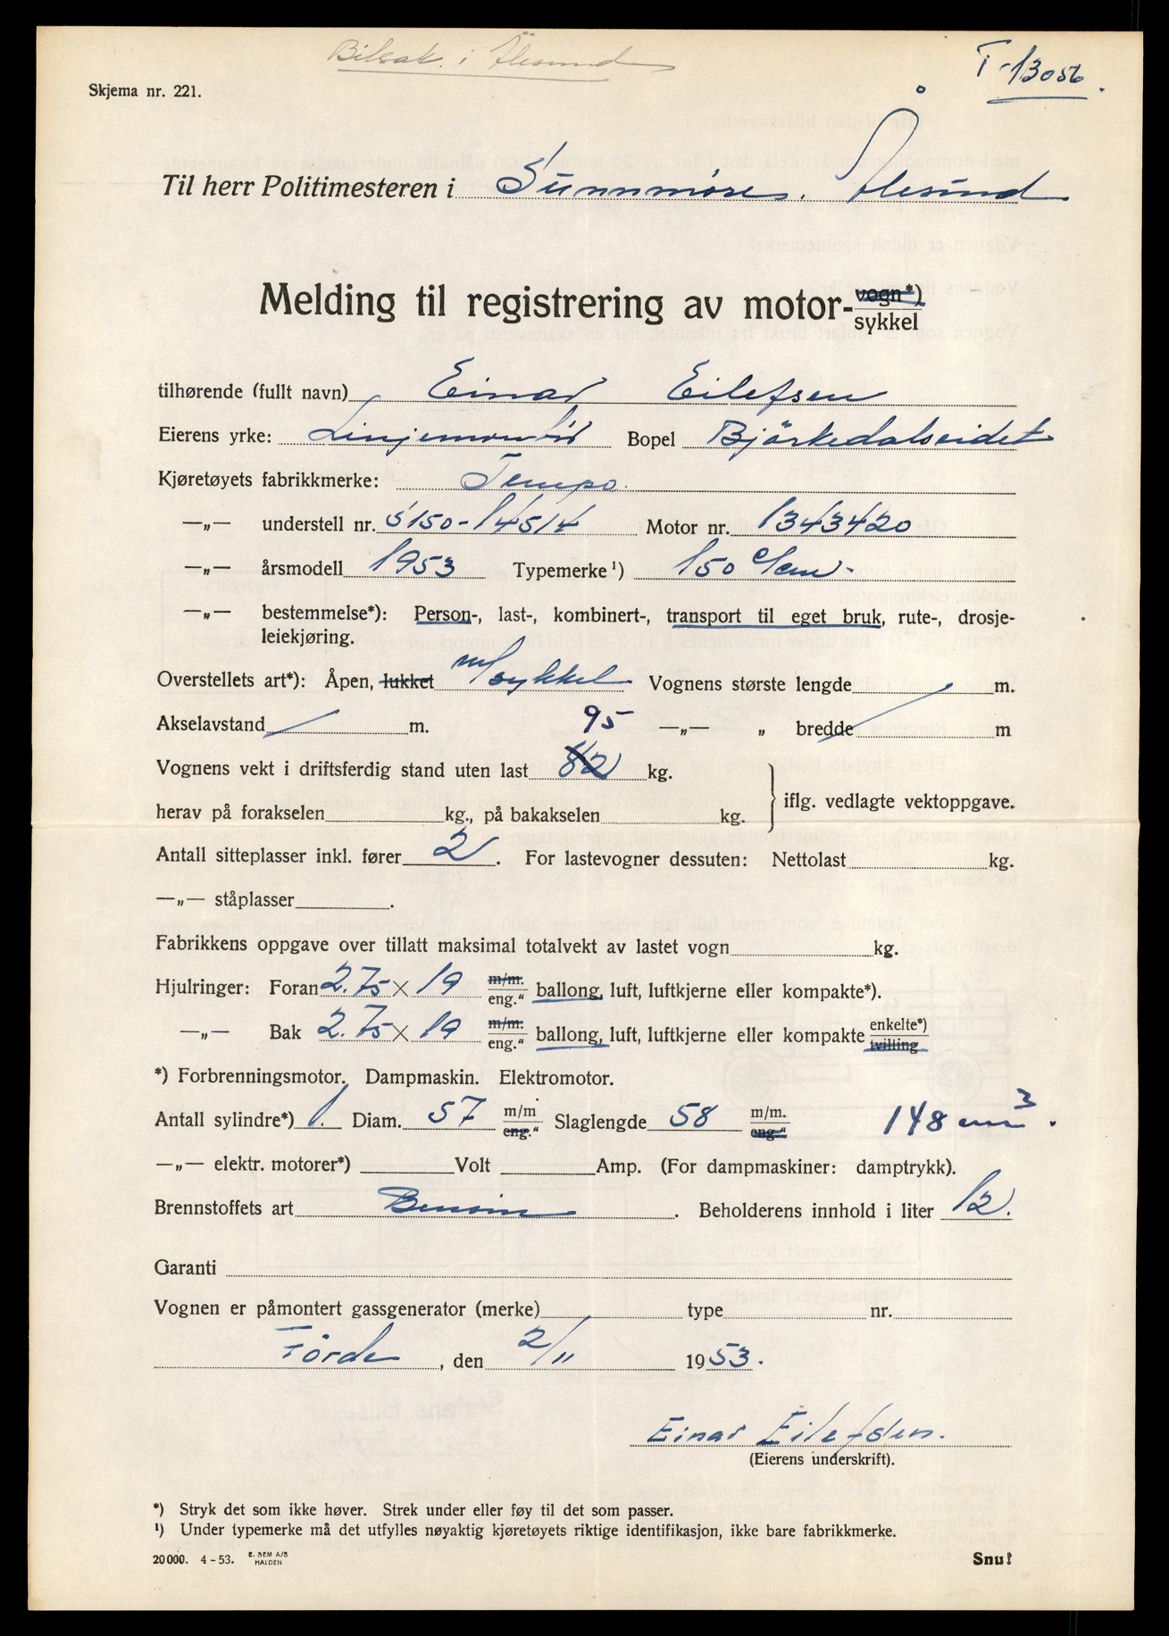 Bilsak. i Ålesund
T-13056.
Skjema nr. 221.
Til herr Politimesteren i Sunnmøre. Ålesund
Melding til registrering av motor- vogn*)
sykkel
tilhørende (fullt navn) Einar Eilefsen
Eierens yrke: Linjemontör Bopel Björkedalseidet
Kjøretøyets fabrikkmerke: Tempo.
—„— understell nr. S150-14514 Motor nr. 1343420
—„— årsmodell 1953 Typemerke¹) 150 c/cm-
—„— bestemmelse*): Person-, last-, kombinert-, transport til eget bruk, rute-, drosje-
leiekjøring.
Overstellets art*): Åpen, lukket m/sykkel Vognens største lengde m.
Akselavstand m. 95 —„— „ bredde m
Vognens vekt i driftsferdig stand uten last 82 kg.
herav på forakselen kg., på bakakselen kg. iflg. vedlagte vektoppgave.
Antall sitteplasser inkl. fører 2. For lastevogner dessuten: Nettolast kg.
—„— ståplasser .
Fabrikkens oppgave over tillatt maksimal totalvekt av lastet vogn kg.
Hjulringer: Foran 2.75 × 19 m/m. eng.“ ballong, luft, luftkjerne eller kompakte*).
—„— Bak 2.75 × 19 m/m. eng.“ ballong, luft, luftkjerne eller kompakte enkelte*) tvilling
*) Forbrenningsmotor. Dampmaskin. Elektromotor.
Antall sylindre*) 1. Diam. 57 m/m eng.“ Slaglengde 58 m/m. eng.“ 148 cm³.
—„— elektr. motorer*) Volt Amp. (For dampmaskiner: damptrykk).
Brennstoffets art Bensin . Beholderens innhold i liter 12.
Garanti
Vognen er påmontert gassgenerator (merke) type nr.
Förde , den 2/11 1953.
Einar Eilefsen.
(Eierens underskrift).
*) Stryk det som ikke høver. Strek under eller føy til det som passer.
¹) Under typemerke må det utfylles nøyaktig kjøretøyets riktige identifikasjon, ikke bare fabrikkmerke.
20000. 4-53. E. SEM A/S
HALDEN
Snu!